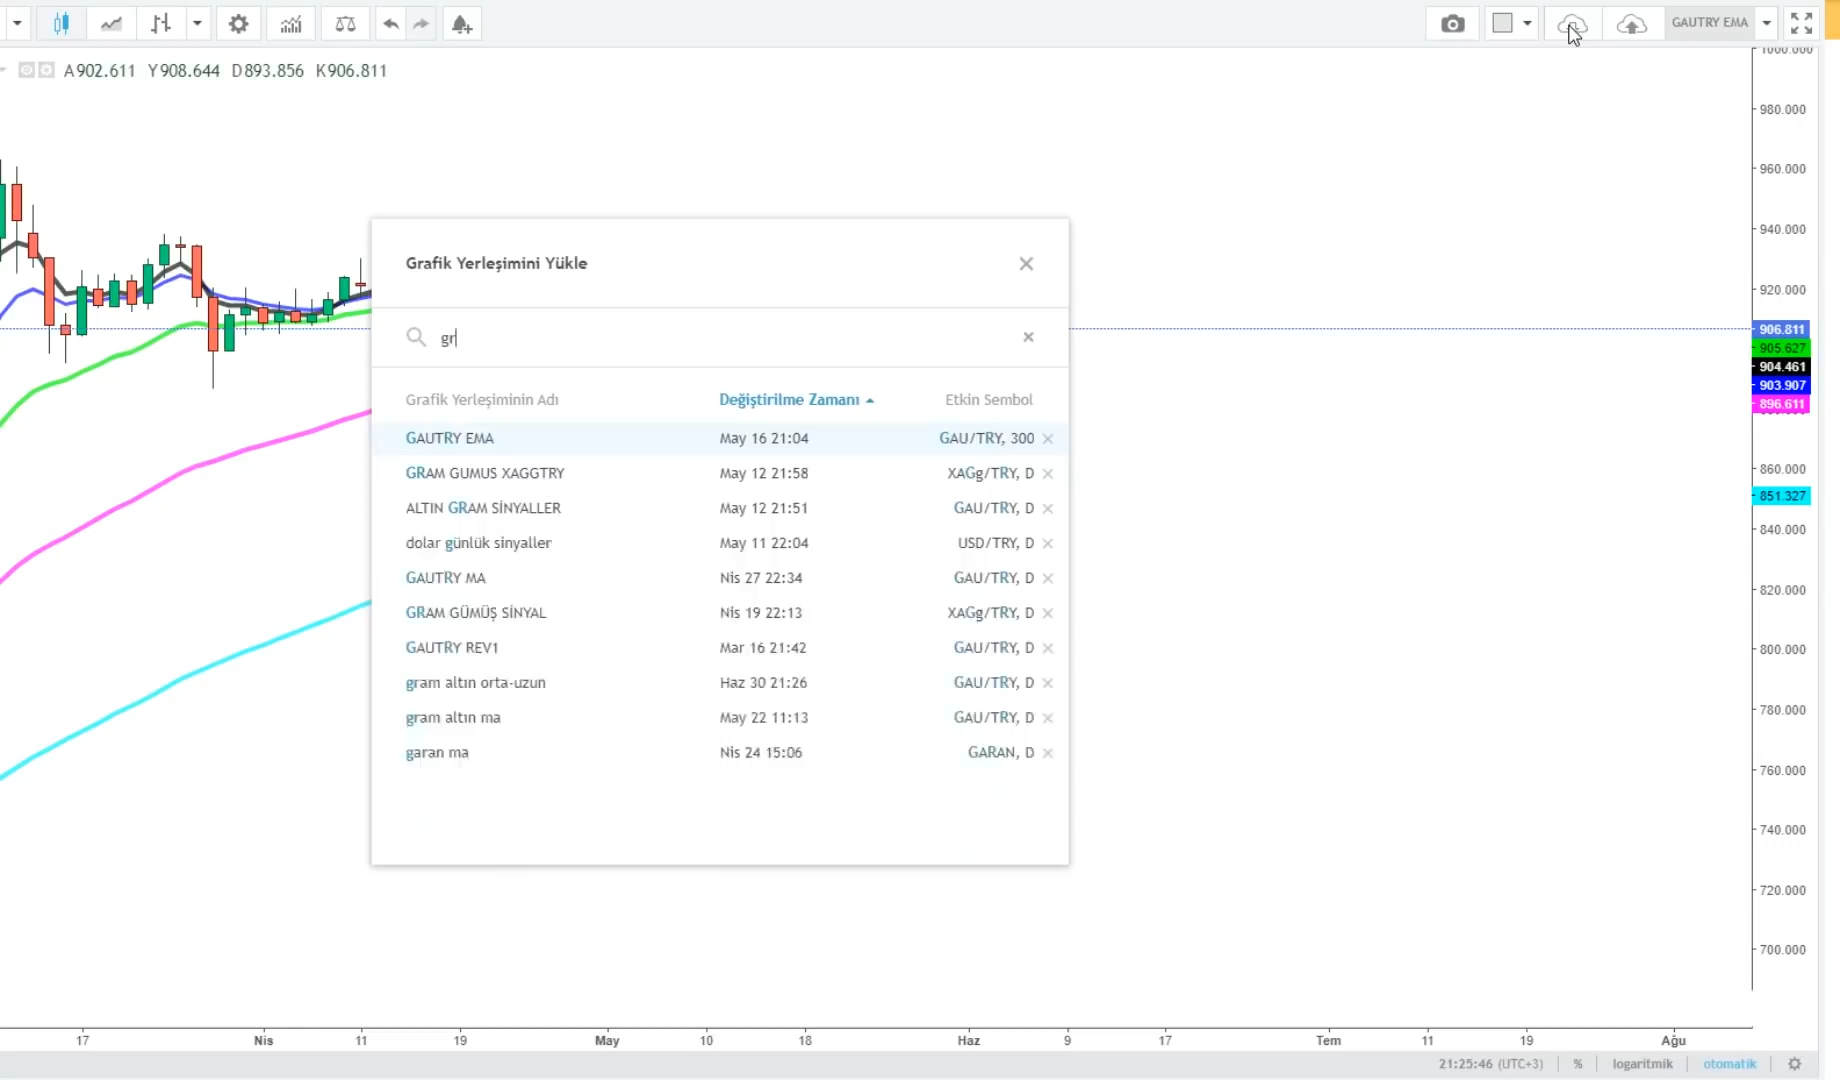 GAUTRY EMA
A902.611 Y908.644 D893.856 K906.811
1000.000
980.000
960.000
940.000
920.000
906.811
905.627
904.461
903.907
896.611
860.000
851.327
840.000
820.000
800.000
780.000
760.000
740.000
720.000
700.000
Grafik Yerleşimini Yükle
gr
Grafik Yerleşiminin Adı Değiştirilme Zamanı Etkin Sembol
GAUTRY EMA May 16 21:04 GAU/TRY, 300
GRAM GUMUS XAGGTRY May 12 21:58 XAGg/TRY, D
ALTIN GRAM SİNYALLER May 12 21:51 GAU/TRY, D
dolar günlük sinyaller May 11 22:04 USD/TRY, D
GAUTRY MA Nis 27 22:34 GAU/TRY, D
GRAM GÜMÜŞ SİNYAL Nis 19 22:13 XAGg/TRY, D
GAUTRY REV1 Mar 16 21:42 GAU/TRY, D
gram altın orta-uzun Haz 30 21:26 GAU/TRY, D
gram altın ma May 22 11:13 GAU/TRY, D
garan ma Nis 24 15:06 GARAN, D
17 Nis 11 19 May 10 18 Haz 9 17 Tem 11 19 Ağu
21:25:46 (UTC+3) % logaritmik otomatik